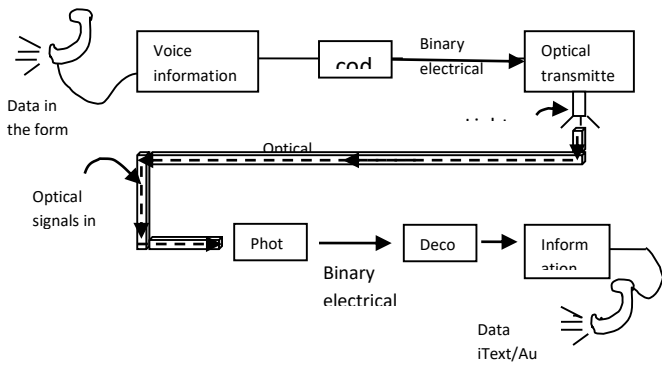 Voice
information
Binary
electrical
Optical
transmitte
Data in
the form
Optical
Optical
signals in
Phot
Deco
Inform
ation
Binary
electrical
Data
iText/Au